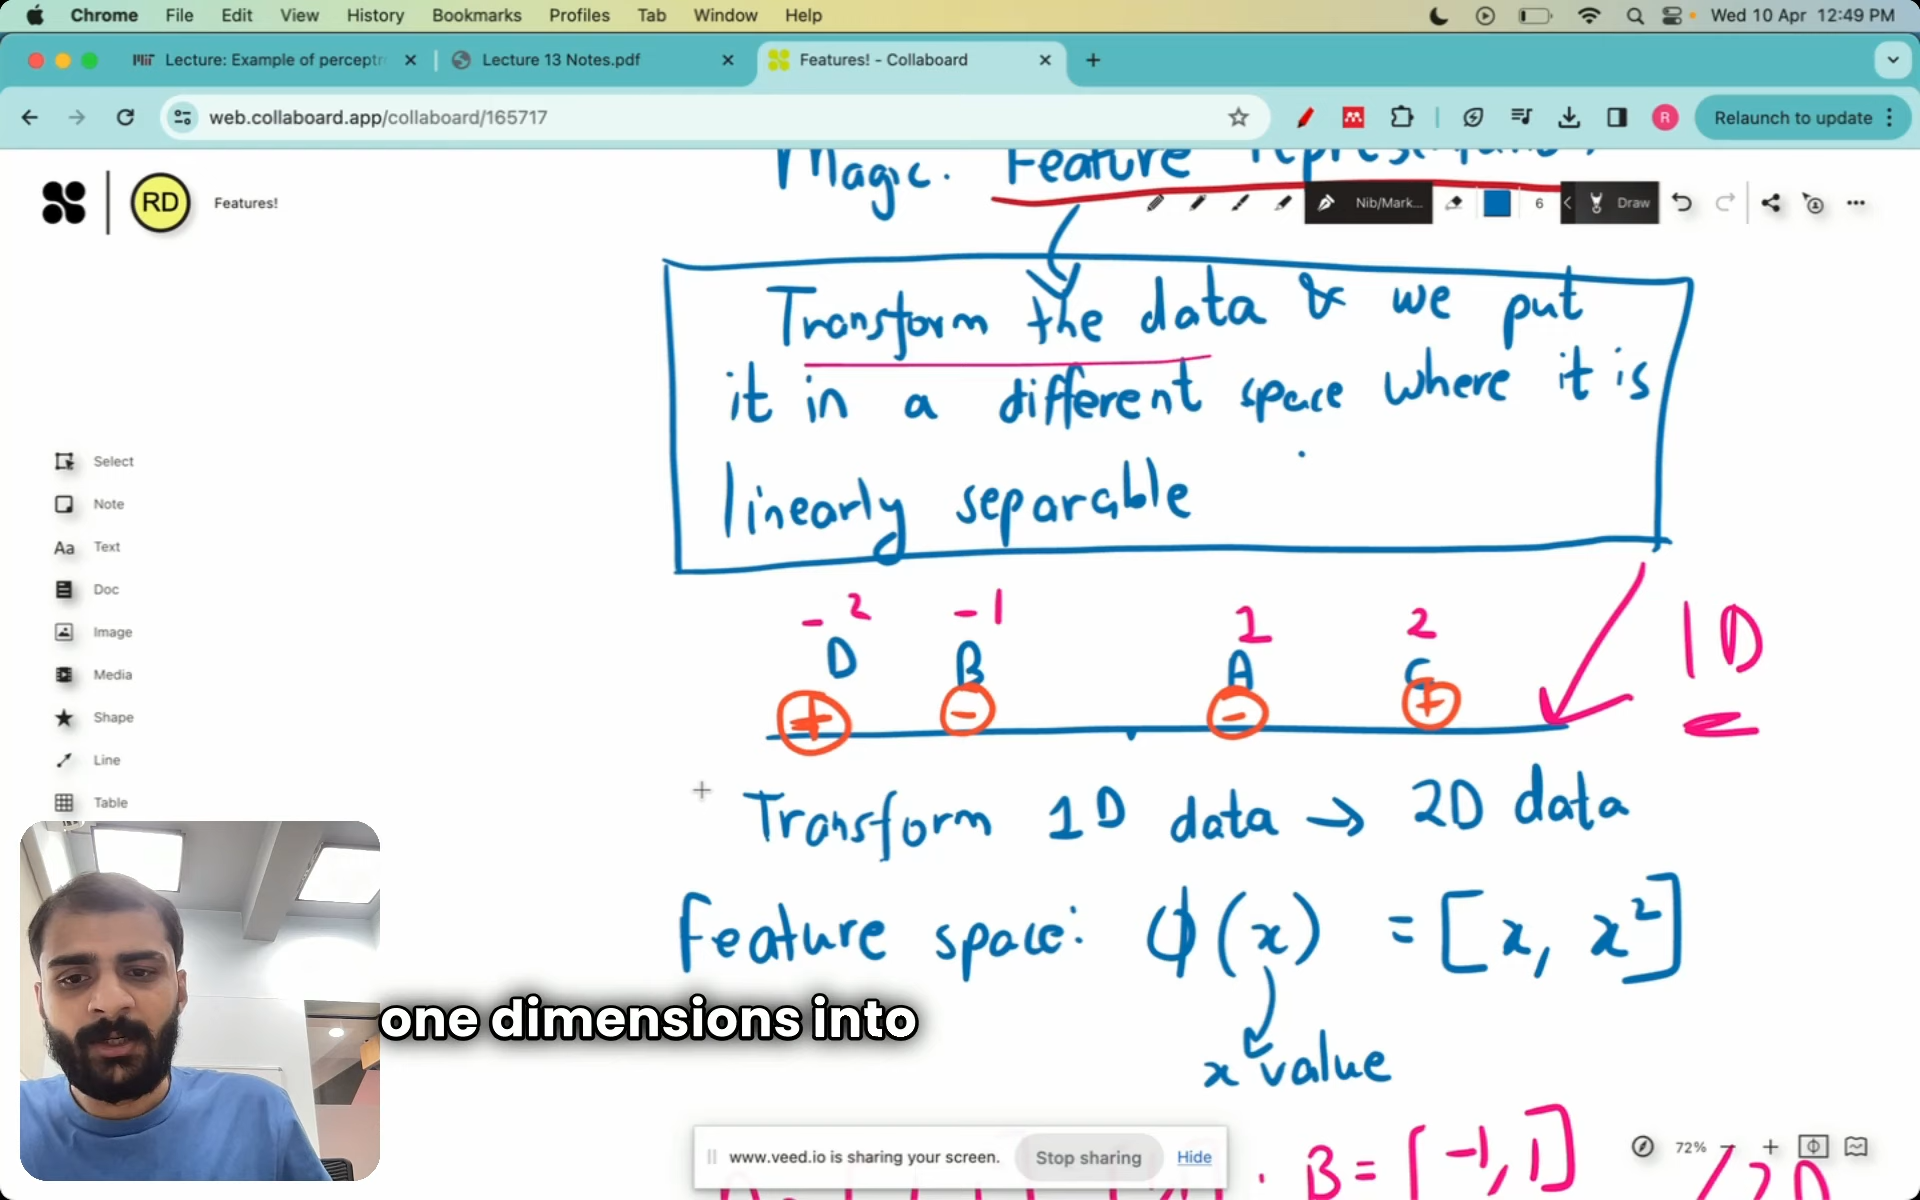 Chrome File Edit View History Bookmarks Profiles Tab Window Help Wed 10 Apr 12:49 PM
Lecture: Example of perceptr Lecture 13 Notes.pdf Features! - Collaboard
web.collaboard.app/collaboard/165717 R Relaunch to update
Magic. Feature
RD Features! Nib/Mark... 6 Draw
Transform the data & we put
it in a different space where it is
linearly separable
Select
Note
Aa Text
Doc
Image
Media
Shape
Line
Table
-2 -1 1 2 1D
D B A C
+ - - +
Transform 1D data → 2D data
Feature space: ϕ(x) = [x, x²]
one dimensions into
x value
www.veed.io is sharing your screen. Stop sharing Hide
B = [-1, 1]
72%
2D